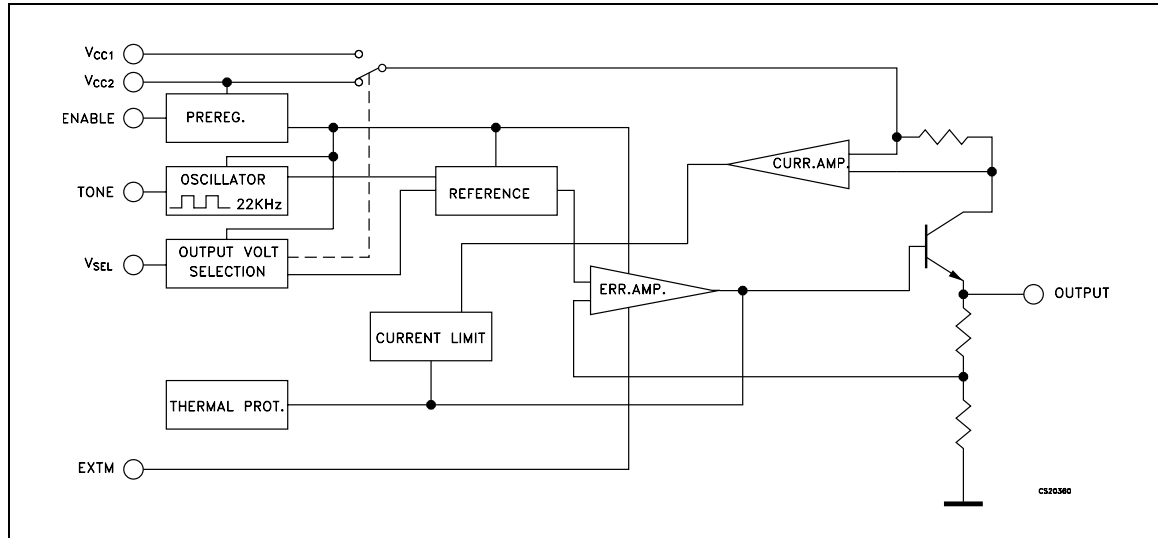 VCC1
VCC2
ENABLE
PREREG.
CURR.AMP.
TONE
OSCILLATOR
22KHz
REFERENCE
VSEL
OUTPUT VOLT
SELECTION
ERR.AMP.
OUTPUT
CURRENT LIMIT
THERMAL PROT.
EXTM
CS20360